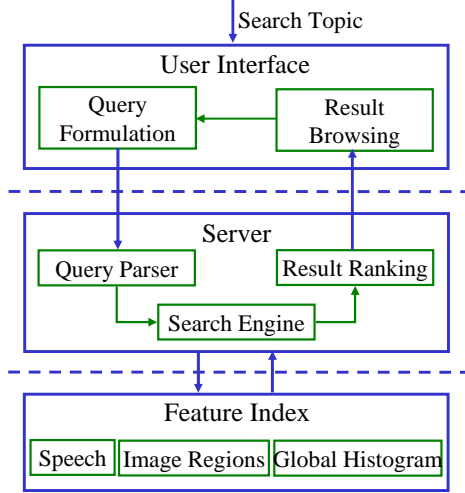 Search Topic
User Interface
Query
Formulation
Result
Browsing
Server
Query Parser
Result Ranking
Search Engine
Feature Index
Speech
Image Regions
Global Histogram